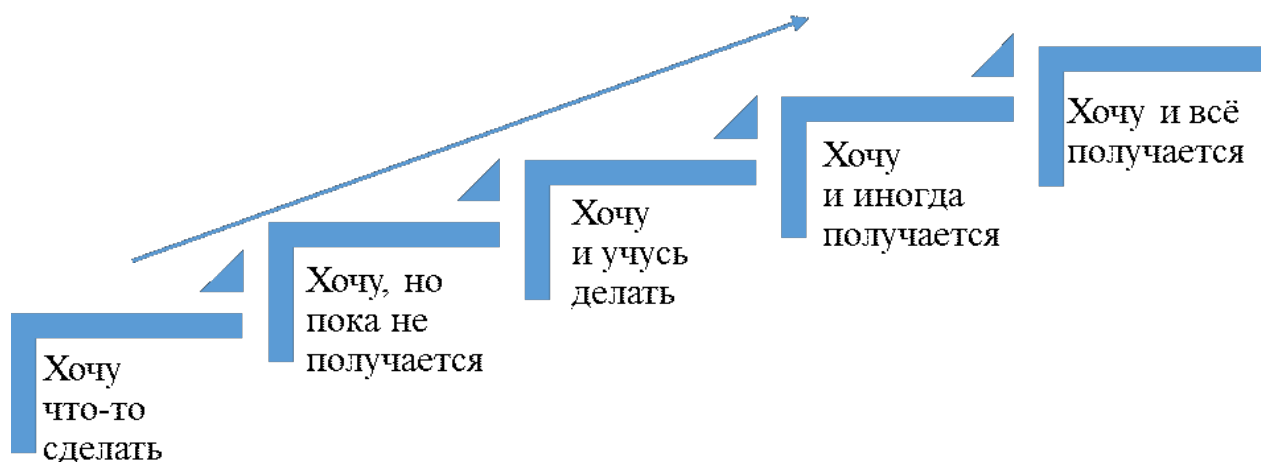 Хочу
что-то
сделать
Хочу, но
пока не
получается
Хочу
и учусь
делать
Хочу
и иногда
получается
Хочу и всё
получается